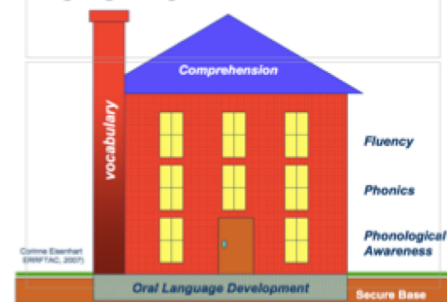 Comprehension
vocabulary
Fluency
Phonics
Phonological
Awareness
Corinne Eisenhart
ERRFTAC, 2007)
Oral Language Development
Secure Base